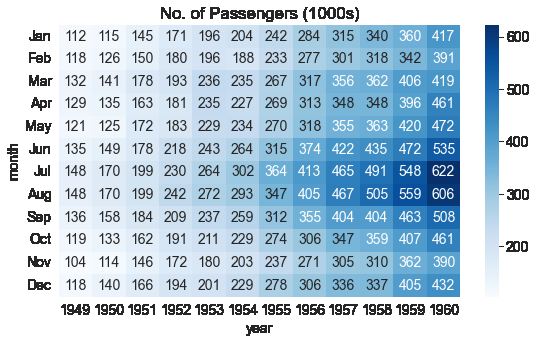 No. of Passengers (1000s)
Jan 112 115 145 171 196 204 242 284 315 340 360 417
Feb 118 126 150 180 196 188 233 277 301 318 342 391
Mar 132 141 178 193 236 235 267 317 356 362 406 419
Apr 129 135 163 181 235 227 269 313 348 348 396 461
May 121 125 172 183 229 234 270 318 355 363 420 472
Jun 135 149 178 218 243 264 315 374 422 435 472 535
Jul 148 170 199 230 264 302 364 413 465 491 548 622
Aug 148 170 199 242 272 293 347 405 467 505 559 606
Sep 136 158 184 209 237 259 312 355 404 404 463 508
Oct 119 133 162 191 211 229 274 306 347 359 407 461
Nov 104 114 146 172 180 203 237 271 305 310 362 390
Dec 118 140 166 194 201 229 278 306 336 337 405 432
1949 1950 1951 1952 1953 1954 1955 1956 1957 1958 1959 1960
year
month
600
500
400
300
200